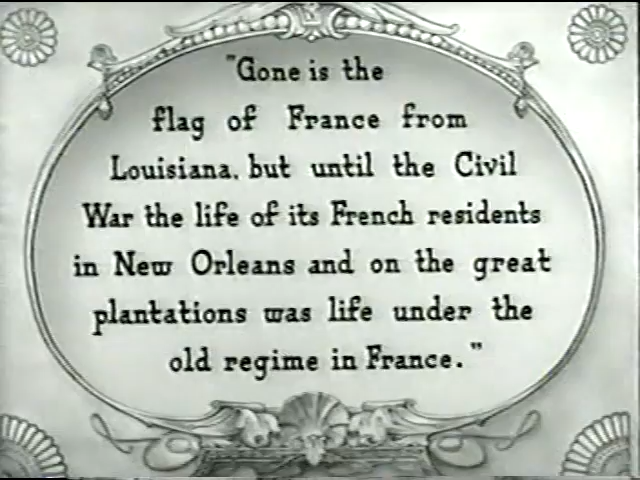 "Gone is the
flag of France from
Louisiana, but until the Civil
War the life of its French residents
in New Orleans and on the great
plantations was life under the
old regime in France."